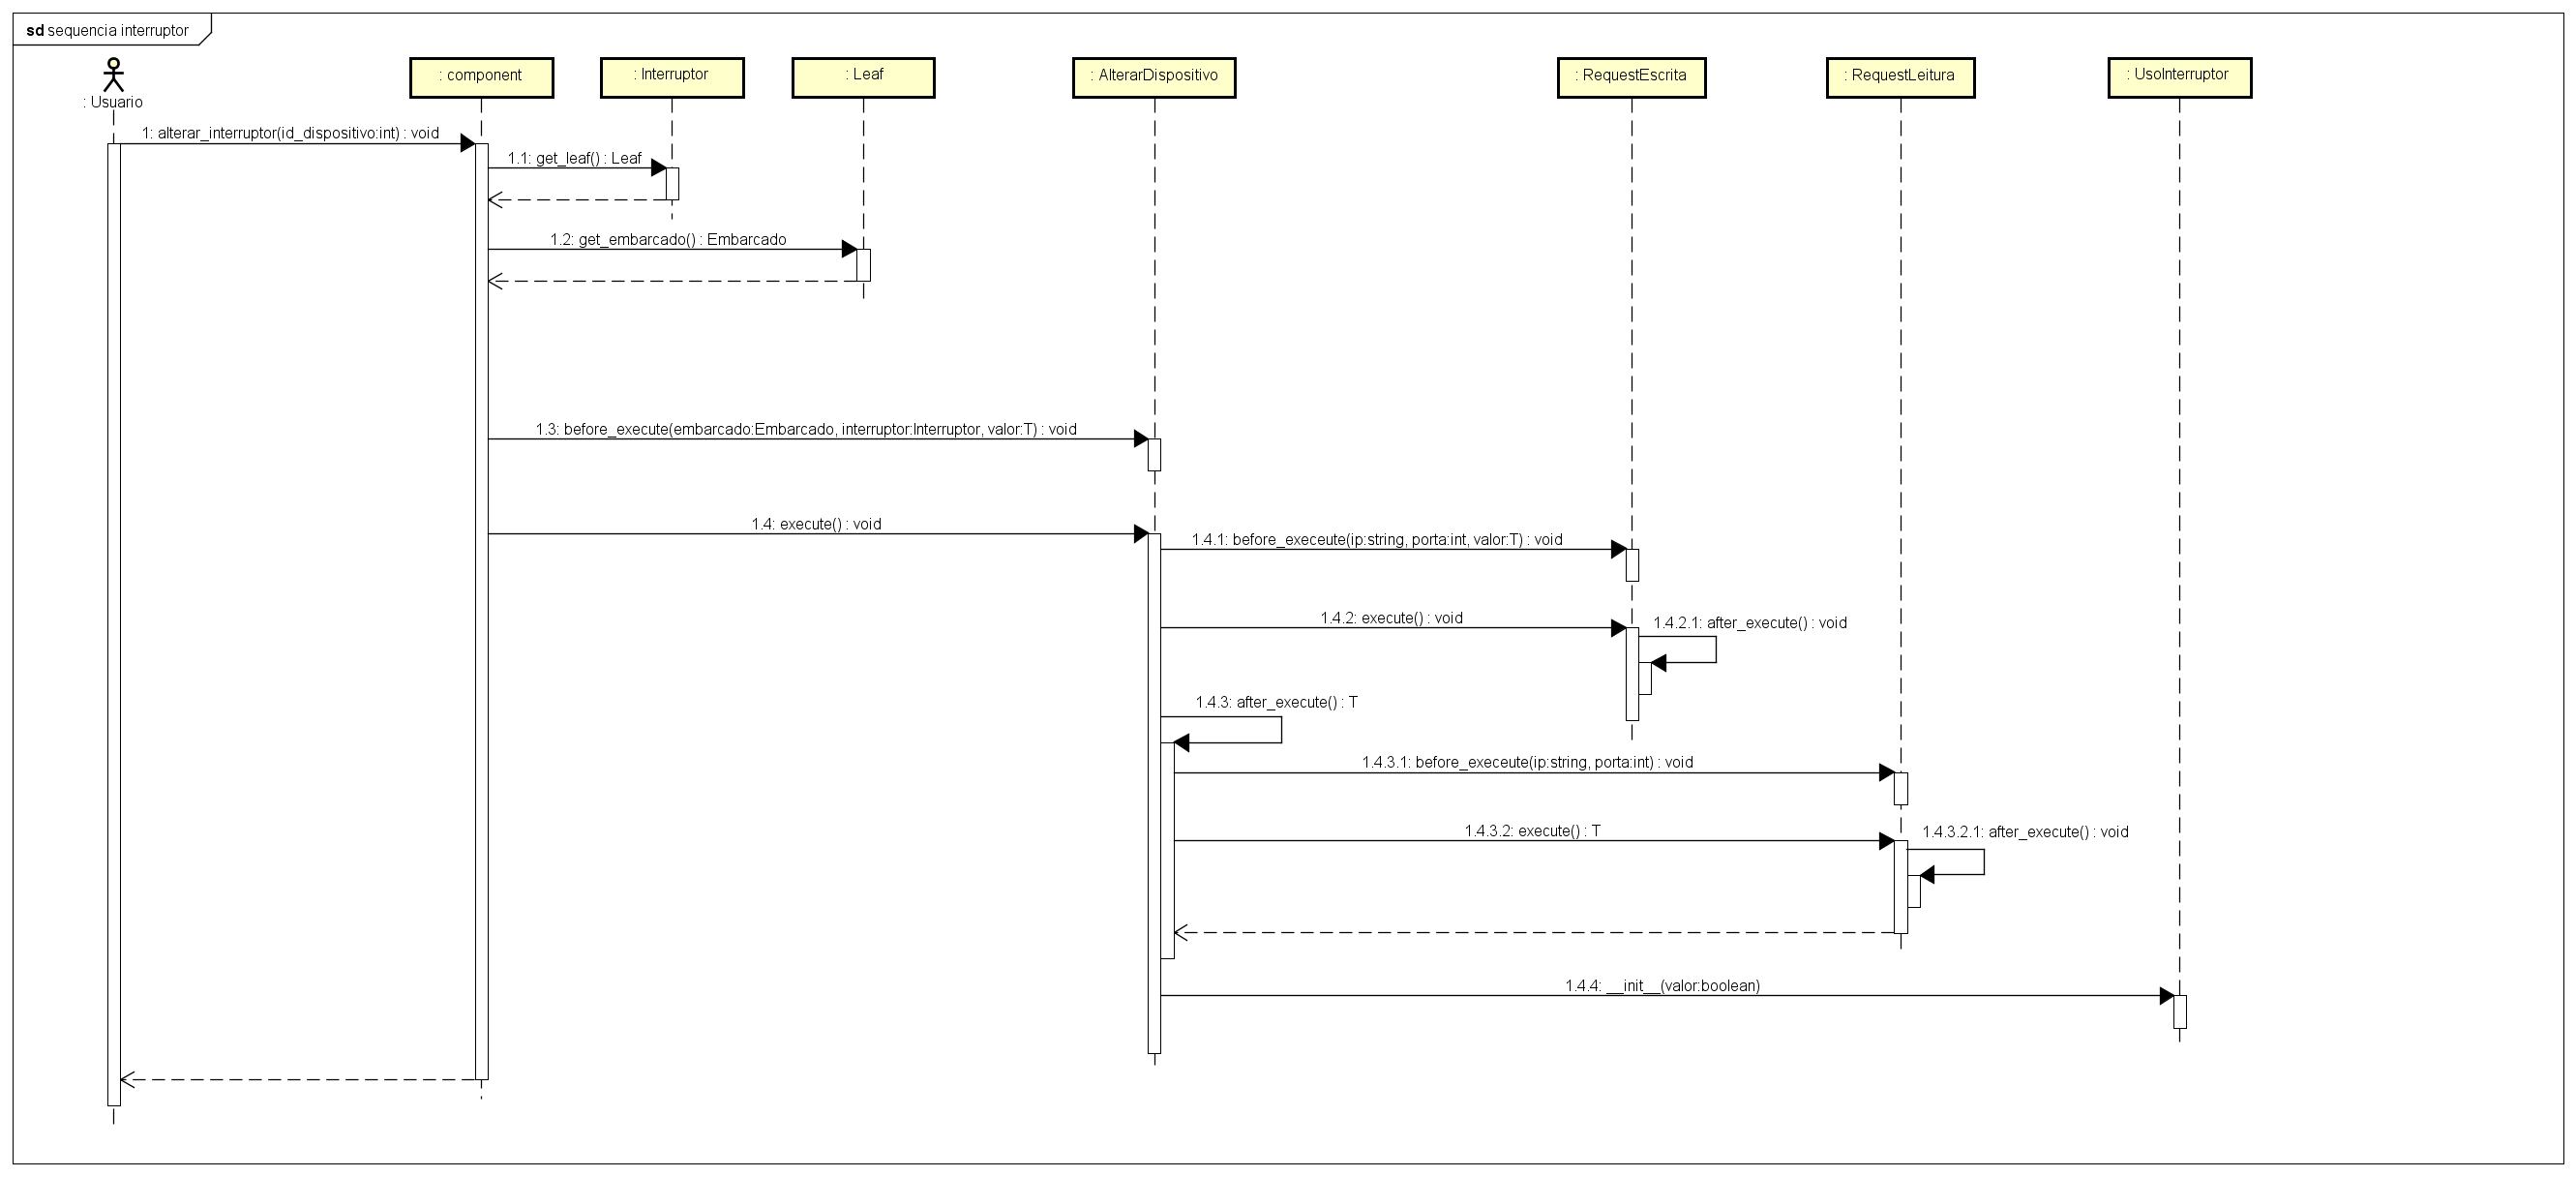 sd sequencia interruptor
: Usuario
: component
: Interruptor
: Leaf
: AlterarDispositivo
: RequestEscrita
: RequestLeitura
: UsoInterruptor
1: alterar_interruptor(id_dispositivo:int) : void
1.1: get_leaf() : Leaf
1.2: get_embarcado() : Embarcado
1.3: before_execute(embarcado:Embarcado, interruptor:Interruptor, valor:T) : void
1.4: execute() : void
1.4.1: before_execeute(ip:string, porta:int, valor:T) : void
1.4.2: execute() : void
1.4.2.1: after_execute() : void
1.4.3: after_execute() : T
1.4.3.1: before_execeute(ip:string, porta:int) : void
1.4.3.2: execute() : T
1.4.3.2.1: after_execute() : void
1.4.4: __init__(valor:boolean)